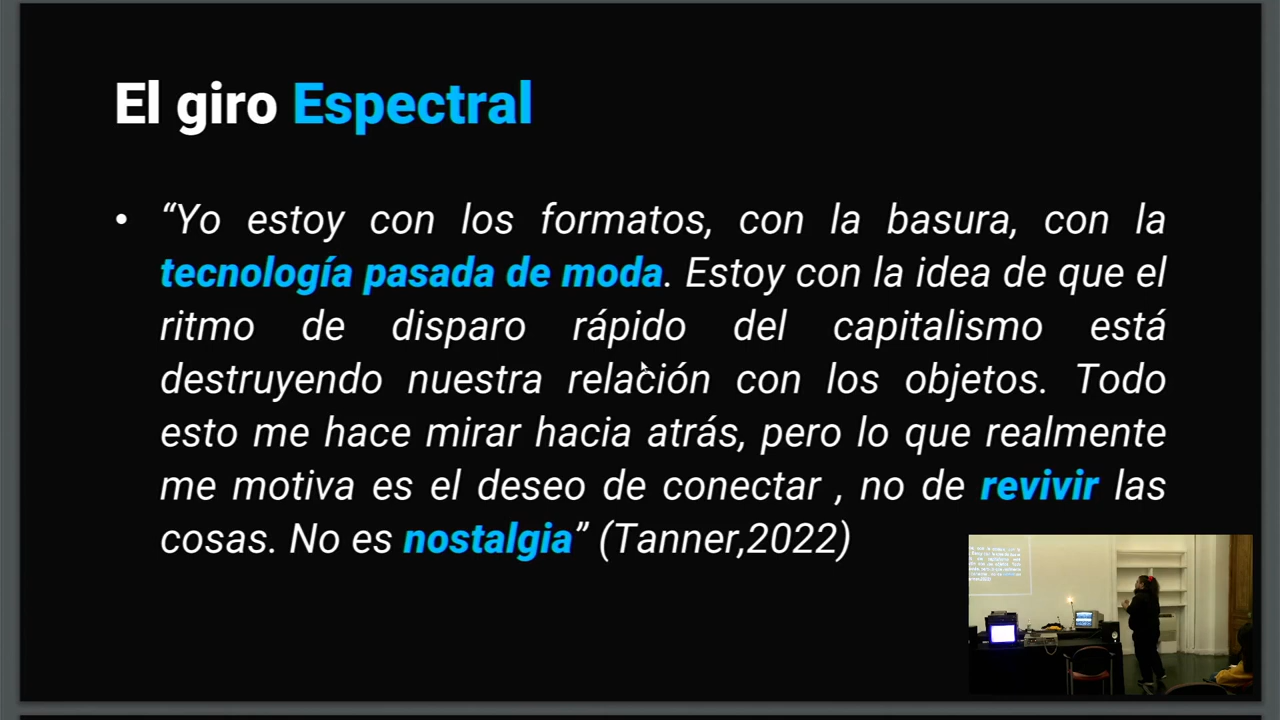 El giro Espectral
• “Yo estoy con los formatos, con la basura, con la
tecnología pasada de moda. Estoy con la idea de que el
ritmo de disparo rápido del capitalismo está
destruyendo nuestra relación con los objetos. Todo
esto me hace mirar hacia atrás, pero lo que realmente
me motiva es el deseo de conectar , no de revivir las
cosas. No es nostalgia” (Tanner,2022)